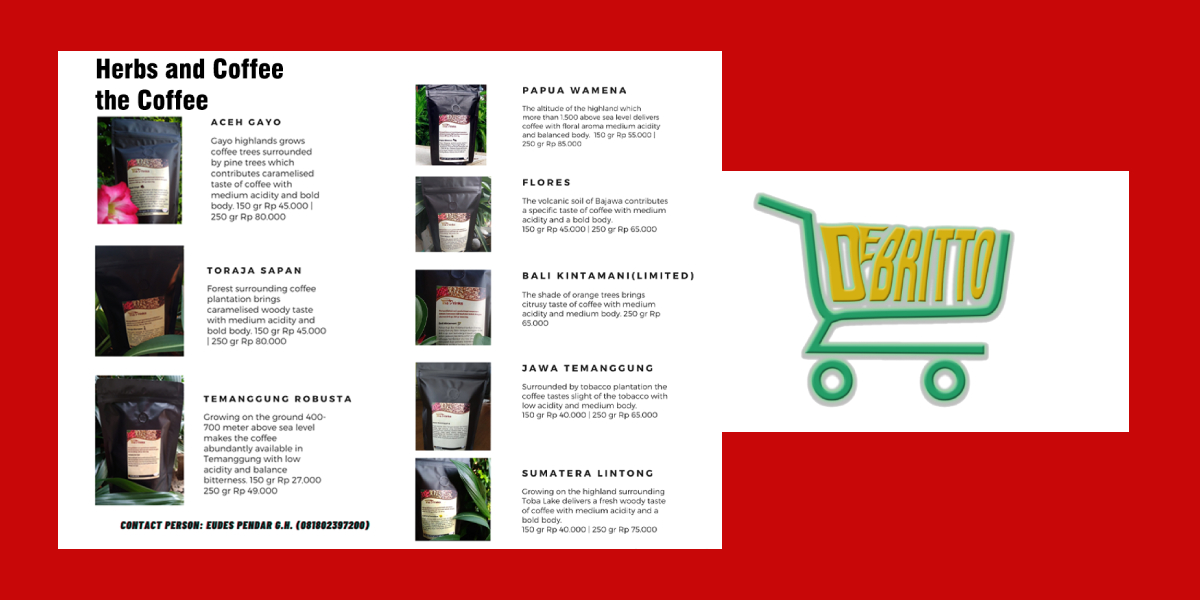 Herbs and Coffee
the Coffee
ACEH GAYO
Gayo highlands grows
coffee trees surrounded
by pine trees which
contributes caramelised
taste of coffee with
medium acidity and bold
body. 150 gr Rp 45.000 |
250 gr Rp 80.000
TORAJA SAPAN
Forest surrounding coffee
plantation brings
caramelised woody taste
with medium acidity and
bold body. 150 gr Rp 45.000
| 250 gr Rp 80.000
TEMANGGUNG ROBUSTA
Growing on the ground 400-
700 meter above sea level
makes the coffee
abundantly available in
Temanggung with low
acidity and balance
bitterness. 150 gr Rp 27.000
250 gr Rp 49.000
CONTACT PERSON: EUDES PENDAR G.H. (081802397200)
PAPUA WAMENA
The altitude of the highland which
more than 1.500 above sea level delivers
coffee with floral aroma medium acidity
and balanced body. 150 gr Rp 55.000 |
250 gr Rp 85.000
FLORES
The volcanic soil of Bajawa contributes
a specific taste of coffee with medium
acidity and a bold body.
150 gr Rp 45.000 | 250 gr Rp 65.000
BALI KINTAMANI(LIMITED)
The shade of orange trees brings
citrusy taste of coffee with medium
acidity and medium body. 250 gr Rp
65.000
JAWA TEMANGGUNG
Surrounded by tobacco plantation the
coffee tastes slight of the tobacco with
low acidity and medium body.
150 gr Rp 40.000 | 250 gr Rp 65.000
SUMATERA LINTONG
Growing on the highland surrounding
Toba Lake delivers a fresh woody taste
of coffee with medium acidity and a
bold body.
150 gr Rp 40.000 | 250 gr Rp 75.000
DEBRITTO